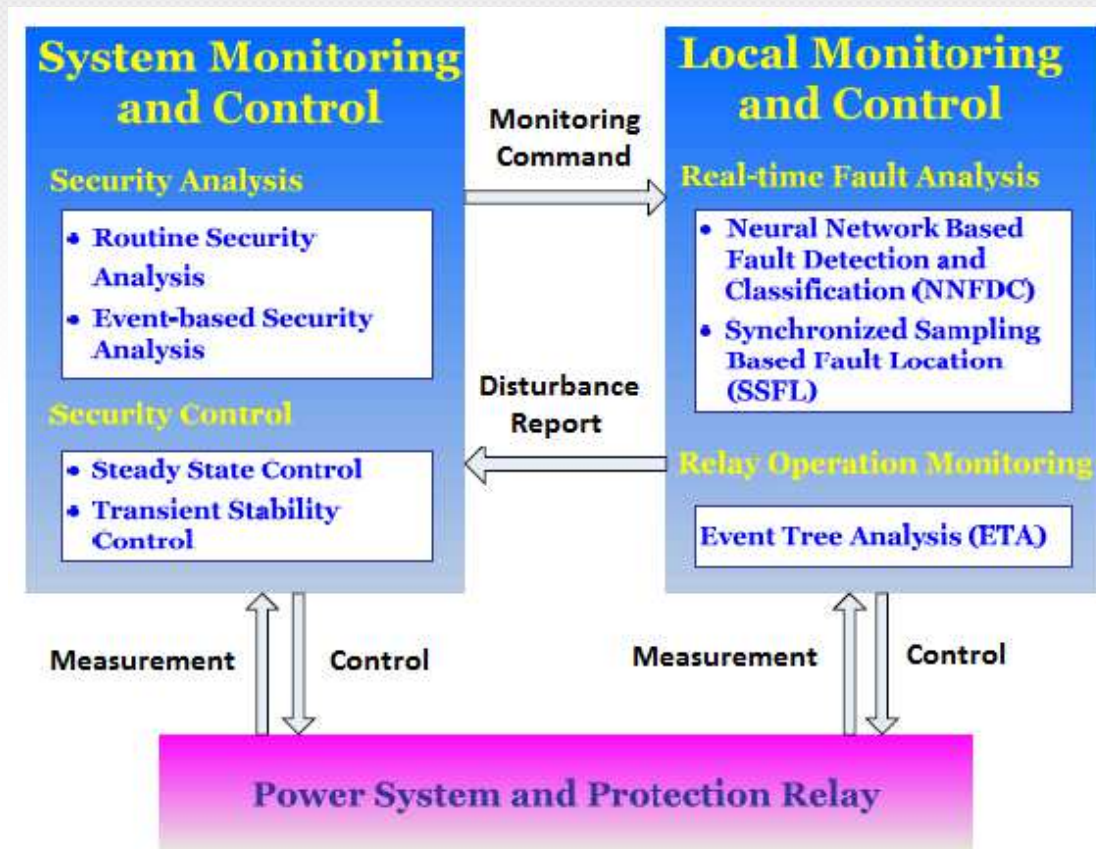 System Monitoring
and Control
Security Analysis
• Routine Security
Analysis
• Event-based Security
Analysis
Security Control
• Steady State Control
• Transient Stability
Control
Monitoring
Command
Disturbance
Report
Local Monitoring
and Control
Real-time Fault Analysis
• Neural Network Based
Fault Detection and
Classification (NNFDC)
• Synchronized Sampling
Based Fault Location
(SSFL)
Relay Operation Monitoring
Event Tree Analysis (ETA)
Measurement
Control
Measurement
Control
Power System and Protection Relay